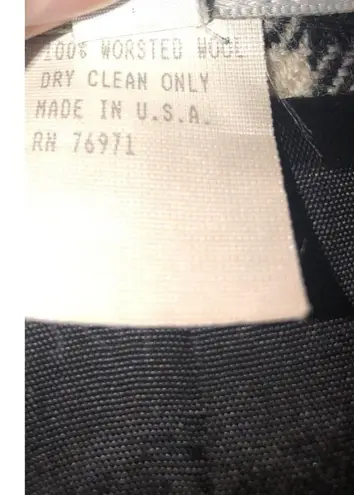 100% WORSTED WOOL
DRY CLEAN ONLY
MADE IN U.S.A.
RN 76971